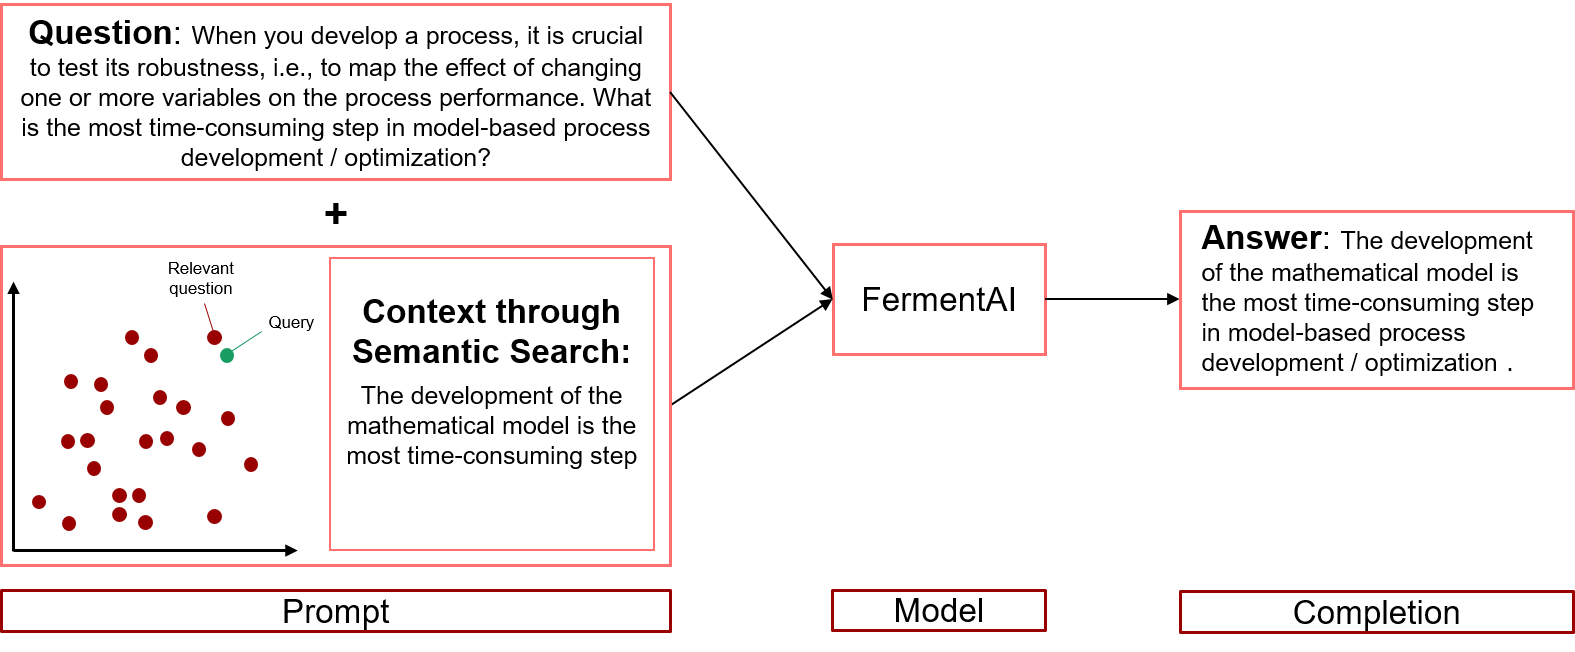 Question: When you develop a process, it is crucial
to test its robustness, i.e., to map the effect of changing
one or more variables on the process performance. What
is the most time-consuming step in model-based process
development / optimization?
+
Relevant
question
Query
Context through
Semantic Search:
The development of the
mathematical model is the
most time-consuming step
FermentAI
Answer: The development
of the mathematical model is
the most time-consuming step
in model-based process
development / optimization .
Prompt
Model
Completion